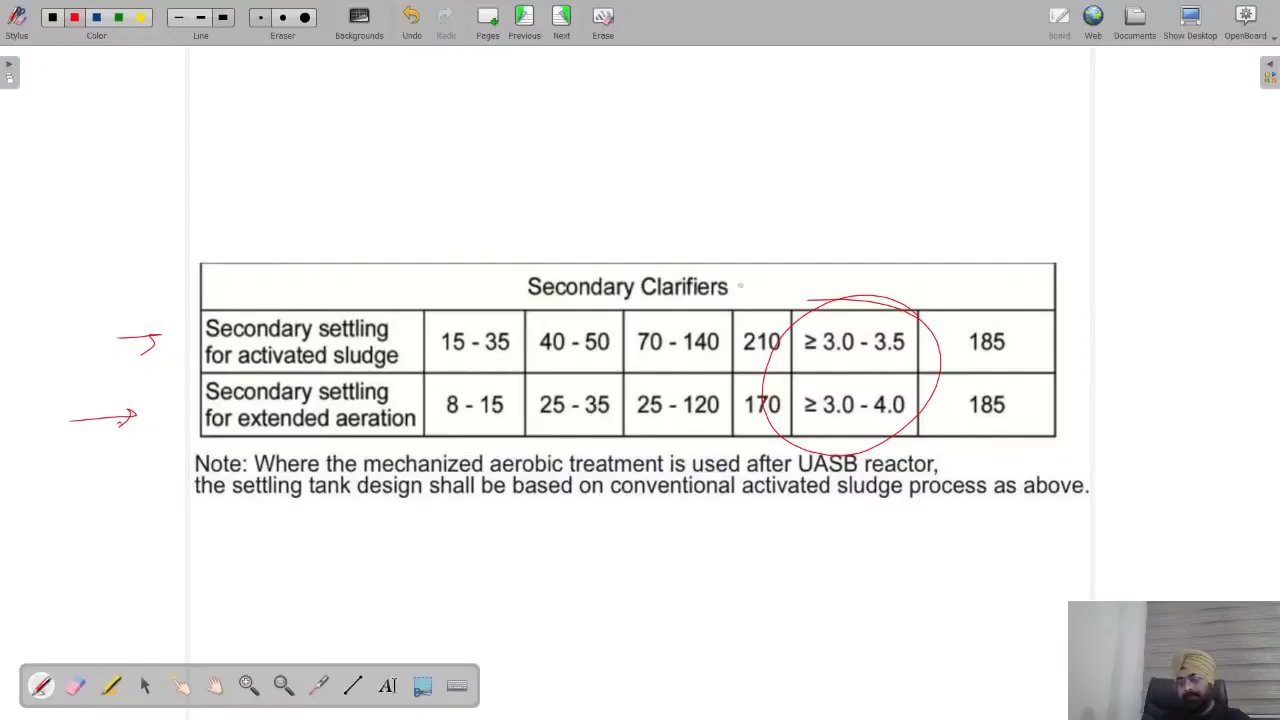 Stylus
Color
Line
Eraser
Backgrounds
Undo
Redo
Pages
Previous
Next
Erase
Board
Web
Documents
Show Desktop
OpenBoard
Secondary Clarifiers
Secondary settling
for activated sludge
15 - 35
40 - 50
70 - 140
210
≥ 3.0 - 3.5
185
Secondary settling
for extended aeration
8 - 15
25 - 35
25 - 120
170
≥ 3.0 - 4.0
185
Note: Where the mechanized aerobic treatment is used after UASB reactor,
the settling tank design shall be based on conventional activated sludge process as above.